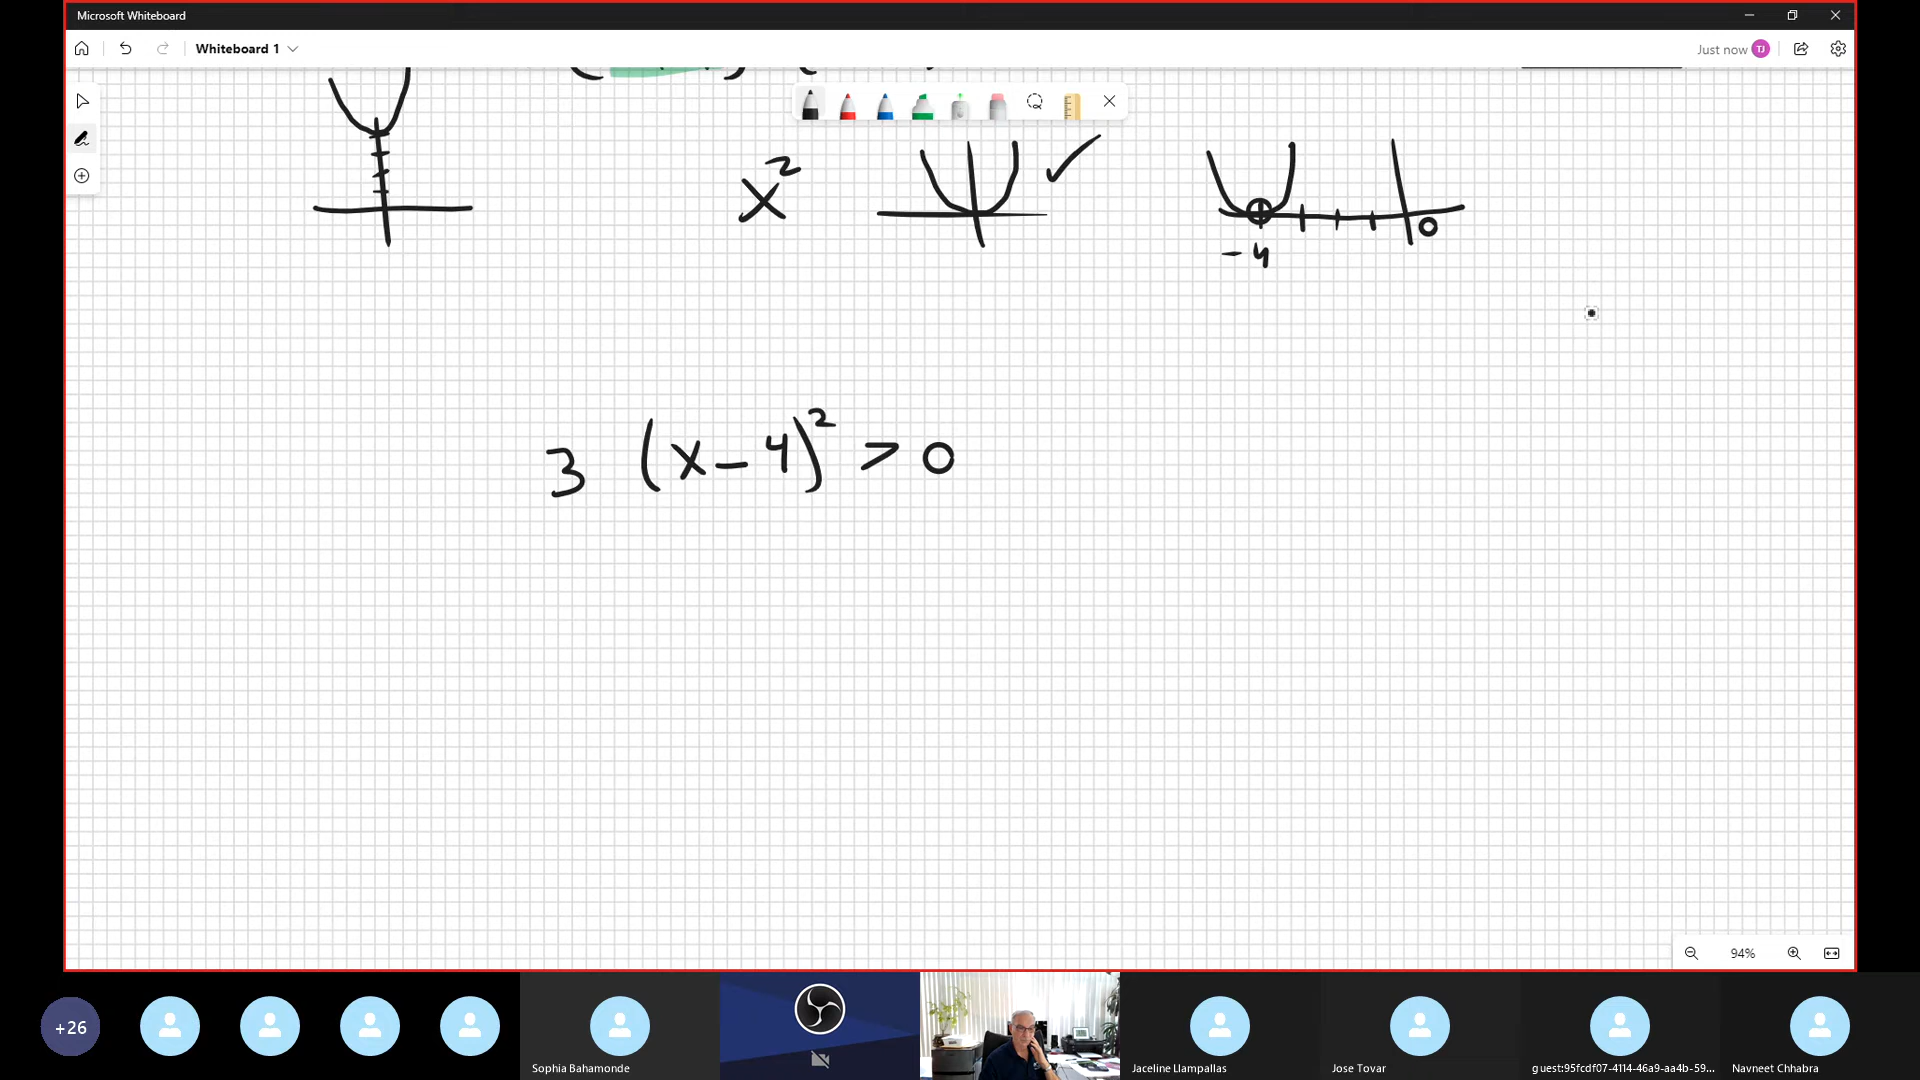 Microsoft Whiteboard
Whiteboard 1
Just now TJ
x²
-4
0
3 (x-4)² > 0
94%
+26
Sophia Bahamonde
Jaceline Llampallas
Jose Tovar
guest:95fcdf07-4114-46a9-aa4b-59...
Navneet Chhabra